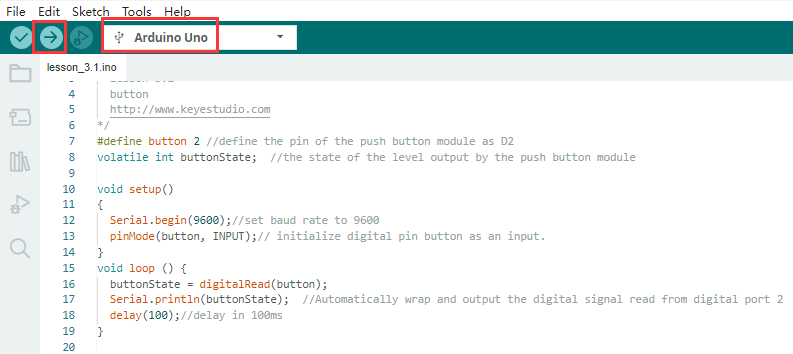 File Edit Sketch Tools Help
Arduino Uno
lesson_3.1.ino
4 button
5 http://www.keyestudio.com
6 */
7 #define button 2 //define the pin of the push button module as D2
8 volatile int buttonState;  //the state of the level output by the push button module
9
10 void setup()
11 {
12   Serial.begin(9600);//set baud rate to 9600
13   pinMode(button, INPUT);// initialize digital pin button as an input.
14 }
15 void loop () {
16   buttonState = digitalRead(button);
17   Serial.println(buttonState);  //Automatically wrap and output the digital signal read from digital port 2
18   delay(100);//delay in 100ms
19 }
20